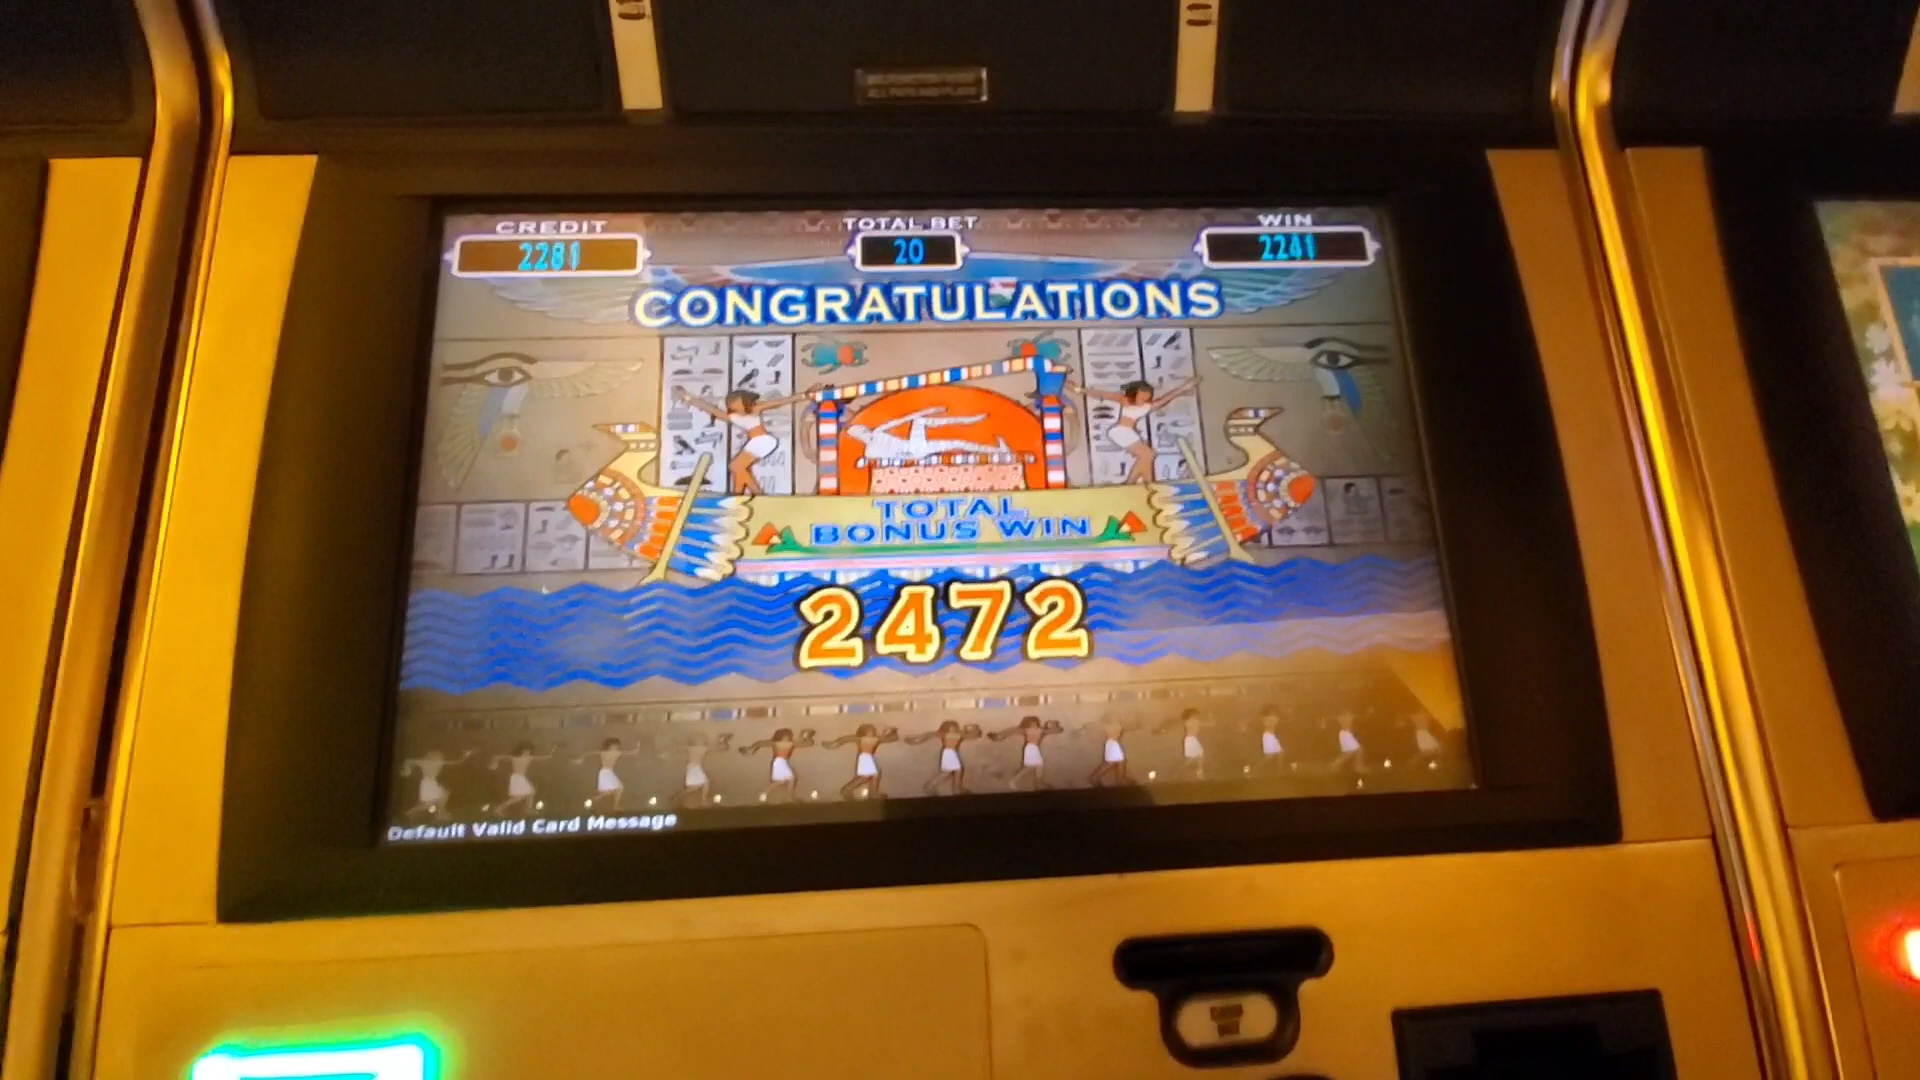 CREDIT TOTAL BET WIN
2281 20 2241
CONGRATULATIONS
TOTAL
BONUS WIN
2472
Default Valid Card Message